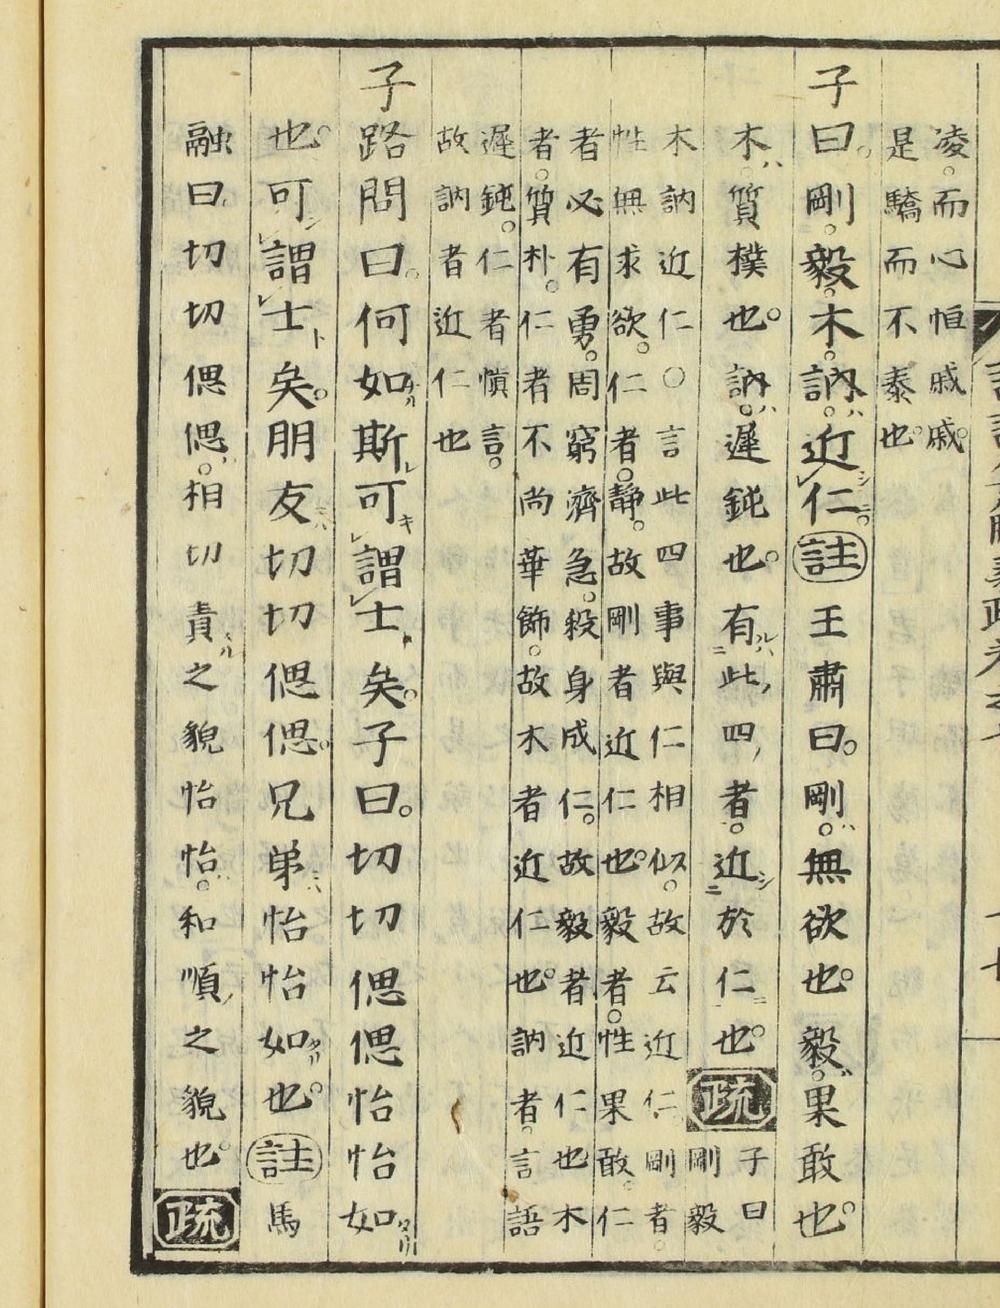 凌。而心恒戚戚。
是驕而不泰也。
子曰。剛。毅。木。訥。近仁。註王肅曰。剛。無欲也。毅。果敢也。
木。質樸也。訥。遲鈍也。有此四者。近於仁也。疏子曰
剛毅
木訥近仁○言此四事與仁相似。故云近仁剛者。
性無求欲。仁者。靜。故剛者近仁也。毅者。性果敢。仁
者必有勇。周窮濟急。殺身成仁。故毅者近仁也木
者。質朴。仁者不尚華飾。故木者近仁也。訥者。言語
遲鈍。仁者慎言。
故訥者近仁也
子路問曰。何如斯可謂士矣。子曰。切切偲偲怡怡如
也。可謂士矣。朋友切切偲偲。兄弟怡怡如也。註馬
融曰切切偲偲。相切責之貌怡怡。和順之貌也。疏